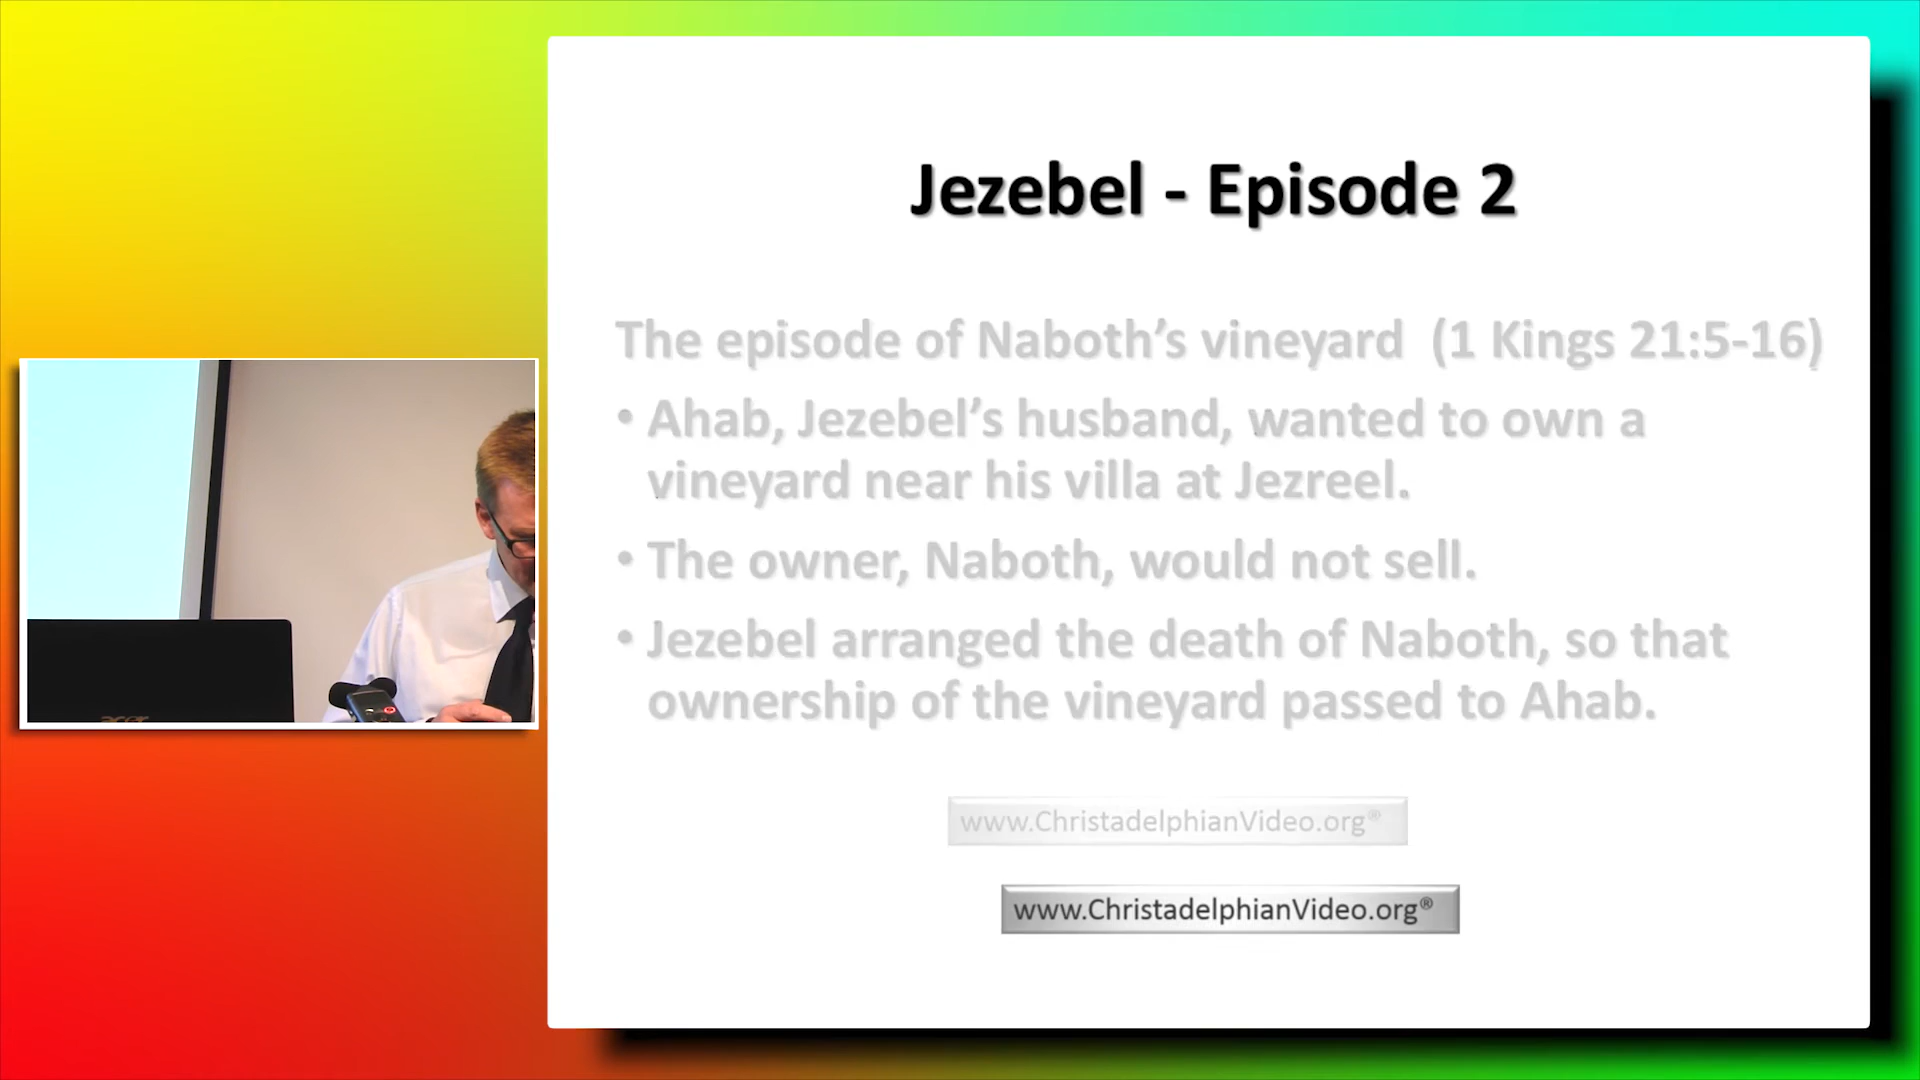 Jezebel - Episode 2
The episode of Naboth’s vineyard (1 Kings 21:5-16)
• Ahab, Jezebel’s husband, wanted to own a
vineyard near his villa at Jezreel.
• The owner, Naboth, would not sell.
• Jezebel arranged the death of Naboth, so that
ownership of the vineyard passed to Ahab.
www.ChristadelphianVideo.org®
www.ChristadelphianVideo.org®
acer